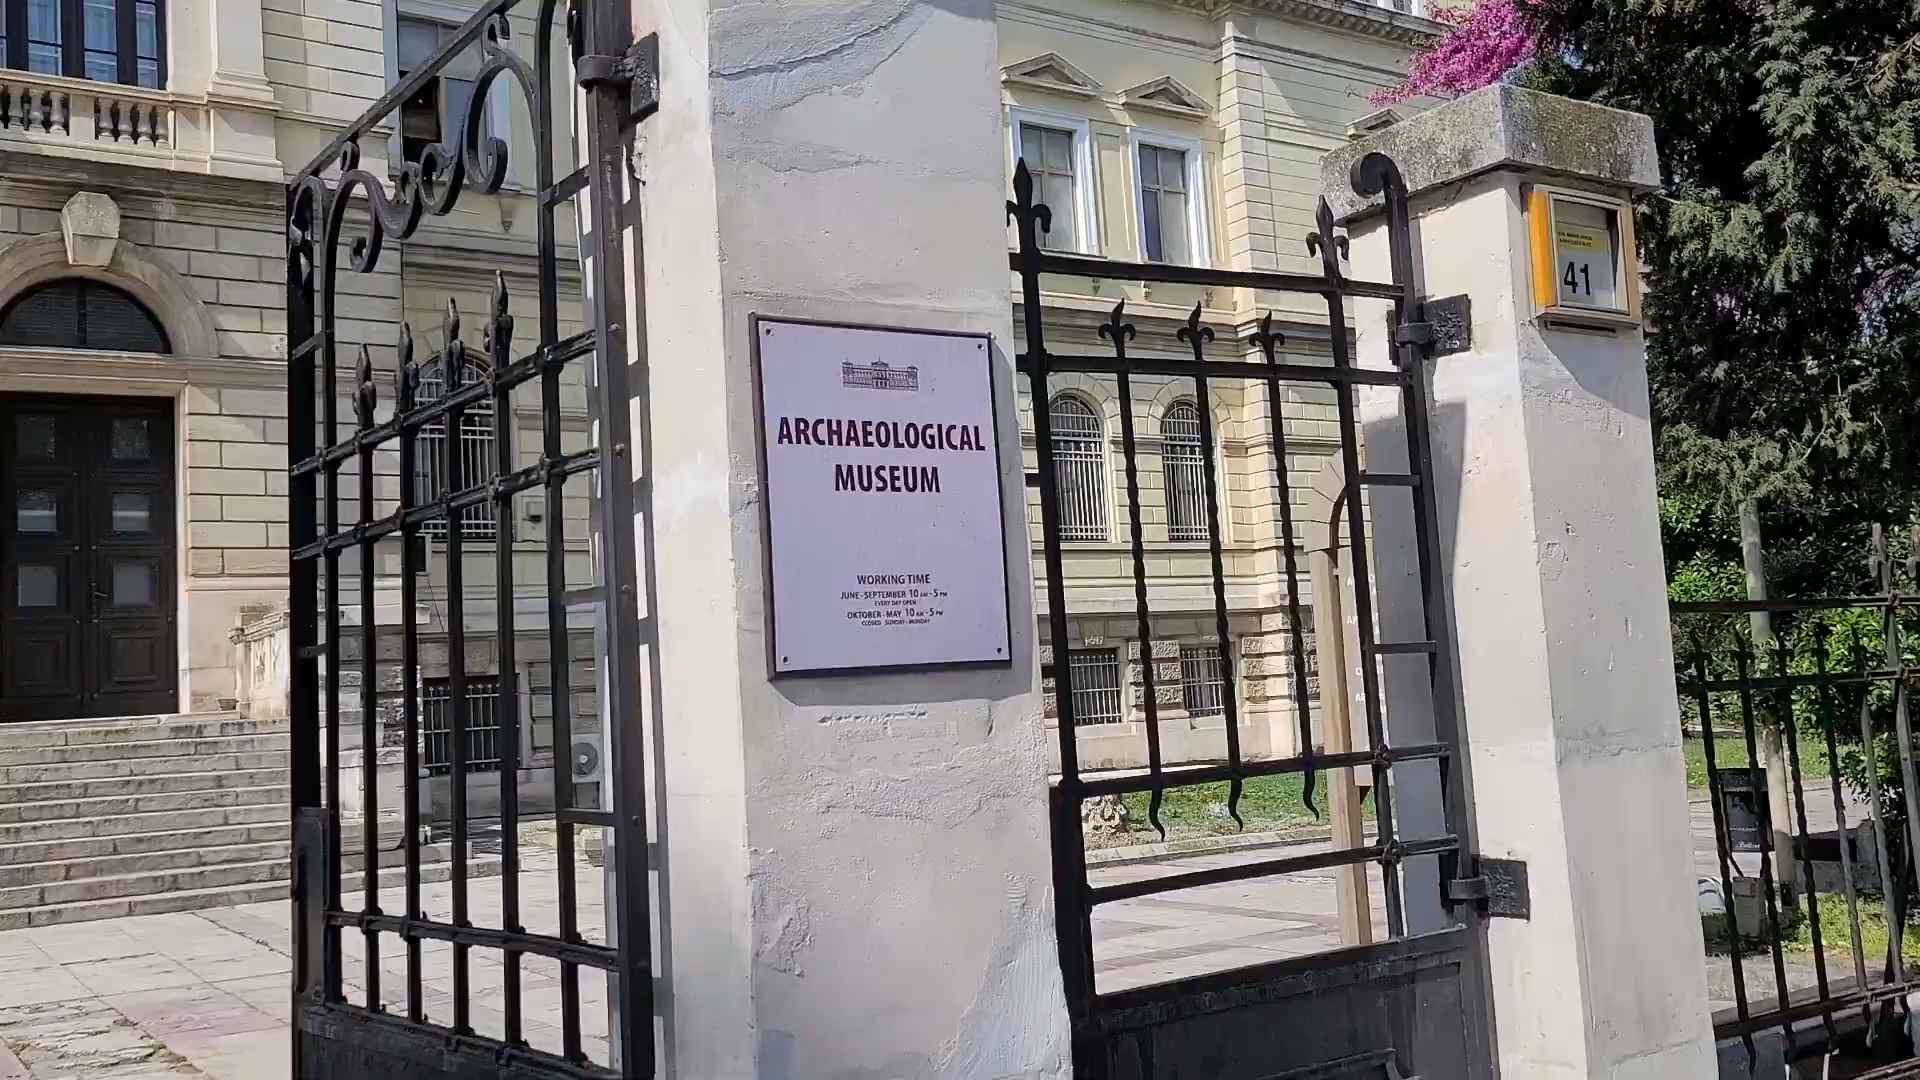 ARCHAEOLOGICAL
MUSEUM
WORKING TIME
JUNE - SEPTEMBER 10 AM - 5 PM
EVERY DAY OPEN
OKTOBER - MAY 10 AM - 5 PM
CLOSED SUNDAY - MONDAY
41